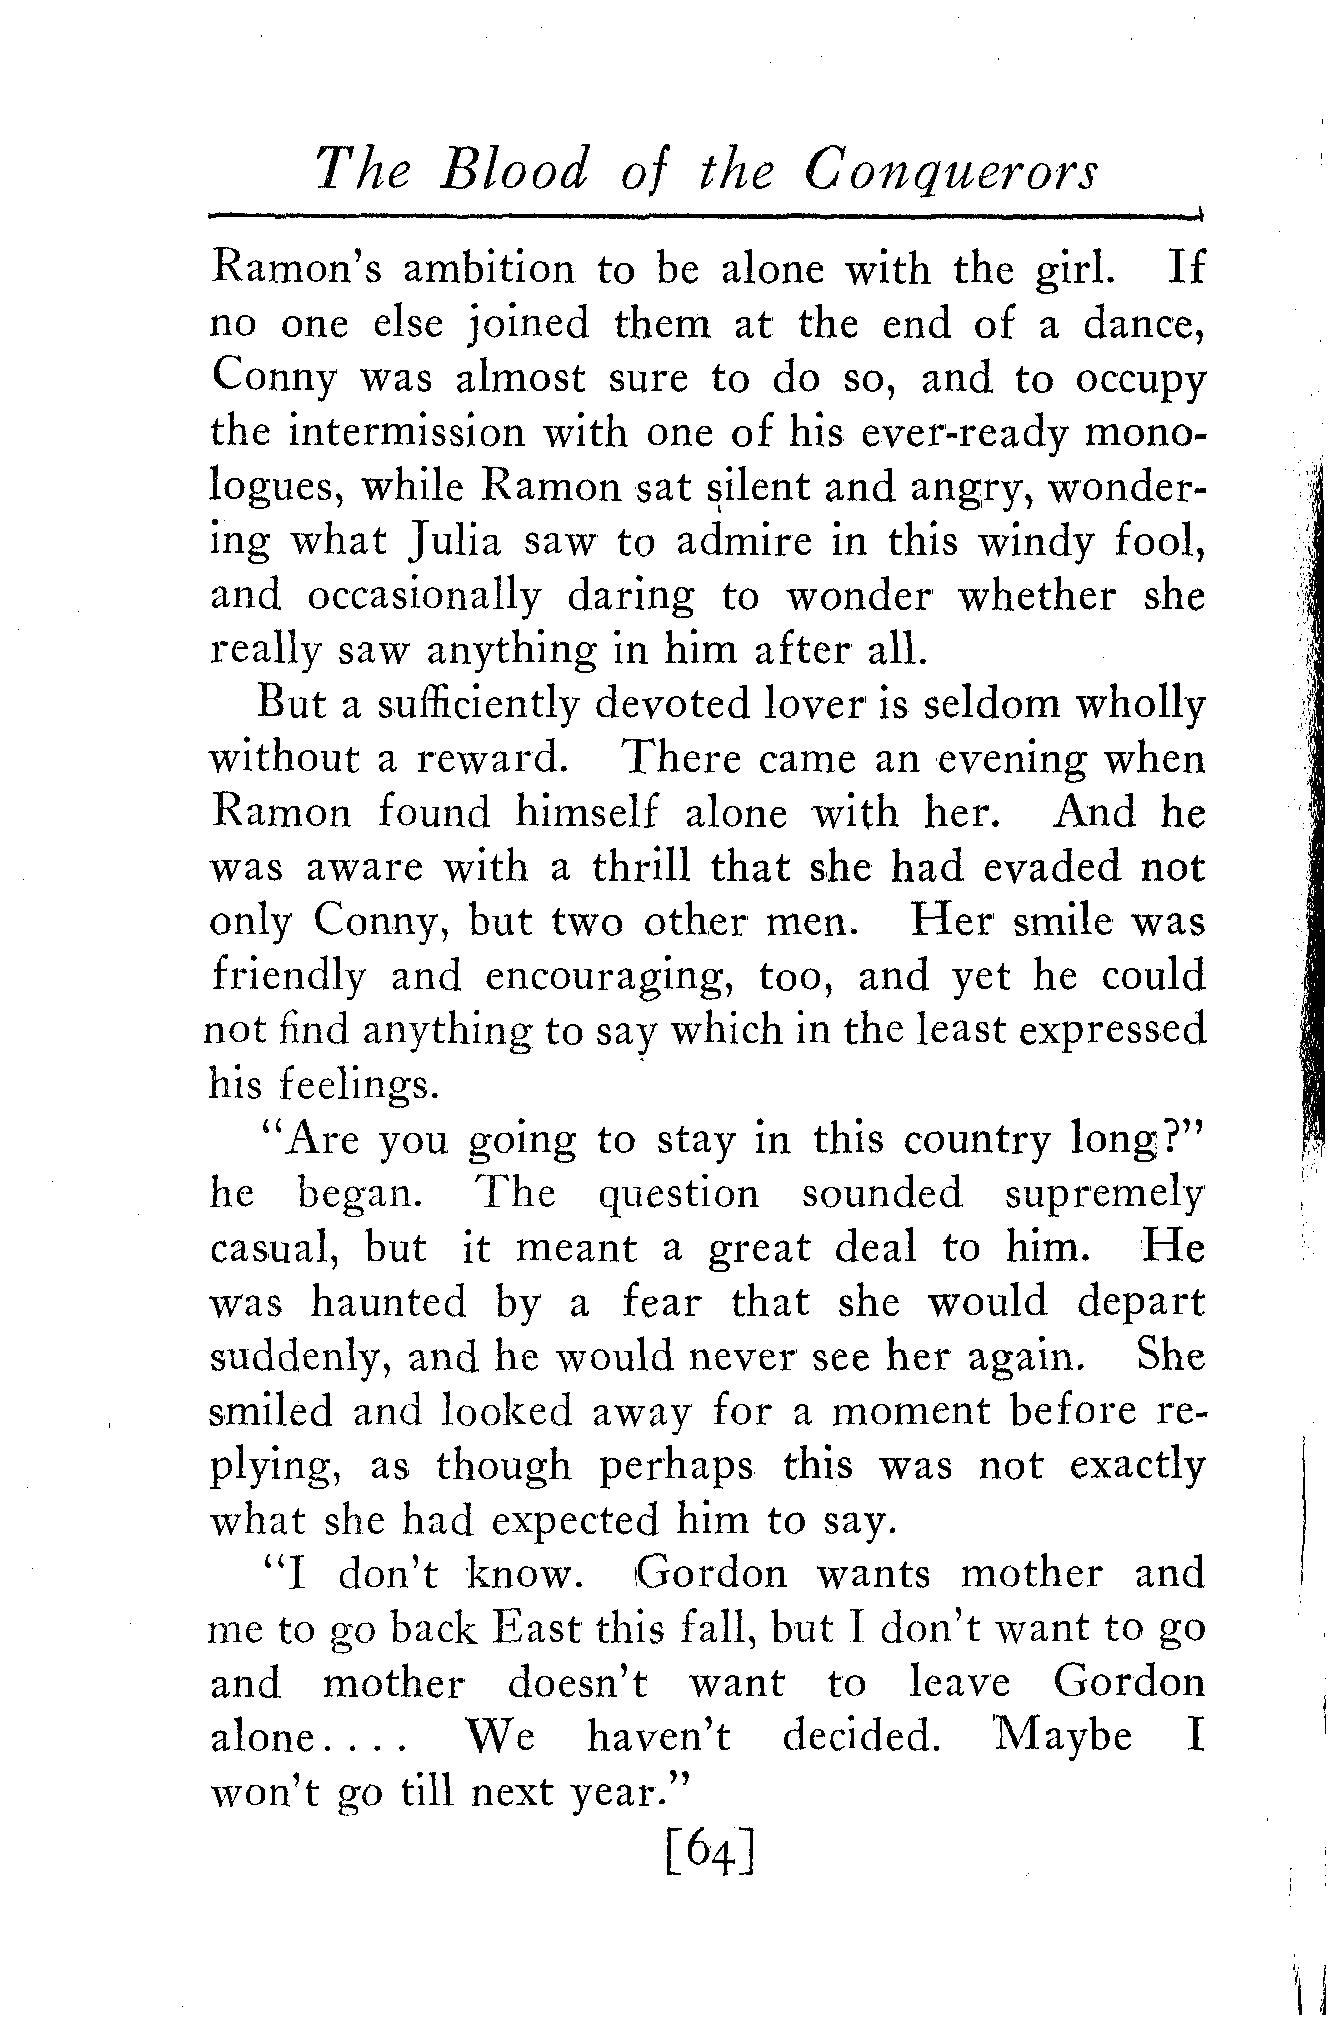 The Blood of the Conquerors
Ramon's ambition to be alone with the girl. If
no one else joined them at the end of a dance,
Conny was almost sure to do so, and to occupy
the intermission with one of his ever-ready mono-
logues, while Ramon sat silent and angry, wonder-
ing what Julia saw to admire in this windy fool,
and occasionally daring to wonder whether she
really saw anything in him after all.
But a sufficiently devoted lover is seldom wholly
without a reward. There came an evening when
Ramon found himself alone with her. And he
was aware with a thrill that she had evaded not
only Conny, but two other men. Her smile was
friendly and encouraging, too, and yet he could
not find anything to say which in the least expressed
his feelings.
"Are you going to stay in this country long?"
he began. The question sounded supremely
casual, but it meant a great deal to him. He
was haunted by a fear that she would depart
suddenly, and he would never see her again. She
smiled and looked away for a moment before re-
plying, as though perhaps this was not exactly
what she had expected him to say.
"I don't know. Gordon wants mother and
me to go back East this fall, but I don't want to go
and mother doesn't want to leave Gordon
alone. . . . We haven't decided. Maybe I
won't go till next year."
[64]